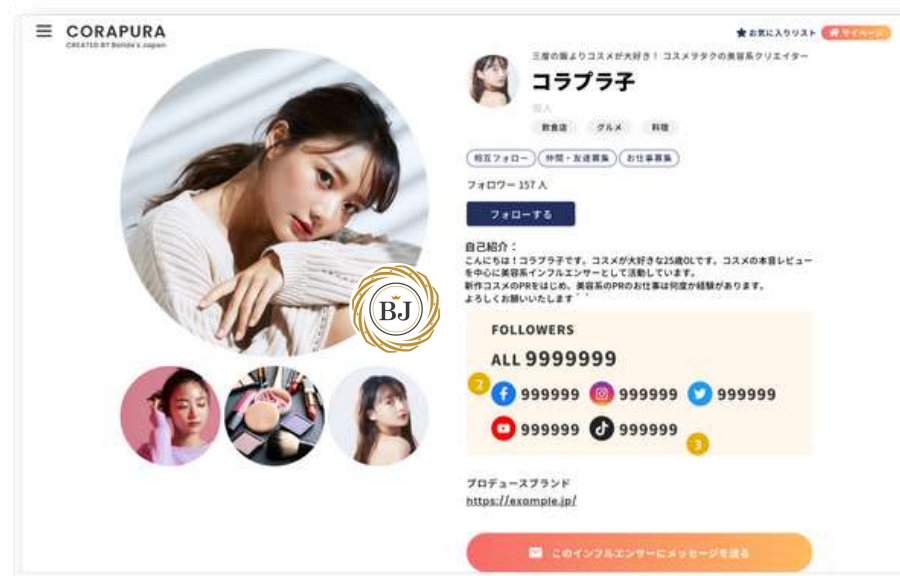 CORAPURA
CREATED BY Bonide's Japan
★お気に入りリスト
マイページ
三度の飯よりコスメが大好き! コスメヲタクの美容系クリエイター
コラプラ子
個人
飲食店 グルメ 料理
相互フォロー 仲間・友達募集 お仕事募集
フォロワー 157 人
フォローする
自己紹介:
こんにちは!コラプラ子です。コスメが大好きな25歳OLです。コスメの本音レビュー
を中心に美容系インフルエンサーとして活動しています。
新作コスメのPRをはじめ、美容系のPRのお仕事は何度か経験があります。
よろしくお願いいたします^ ^
BJ
FOLLOWERS
ALL 9999999
2
999999 999999 999999
999999 999999
3
プロデュースブランド
https://example.jp/
このインフルエンサーにメッセージを送る